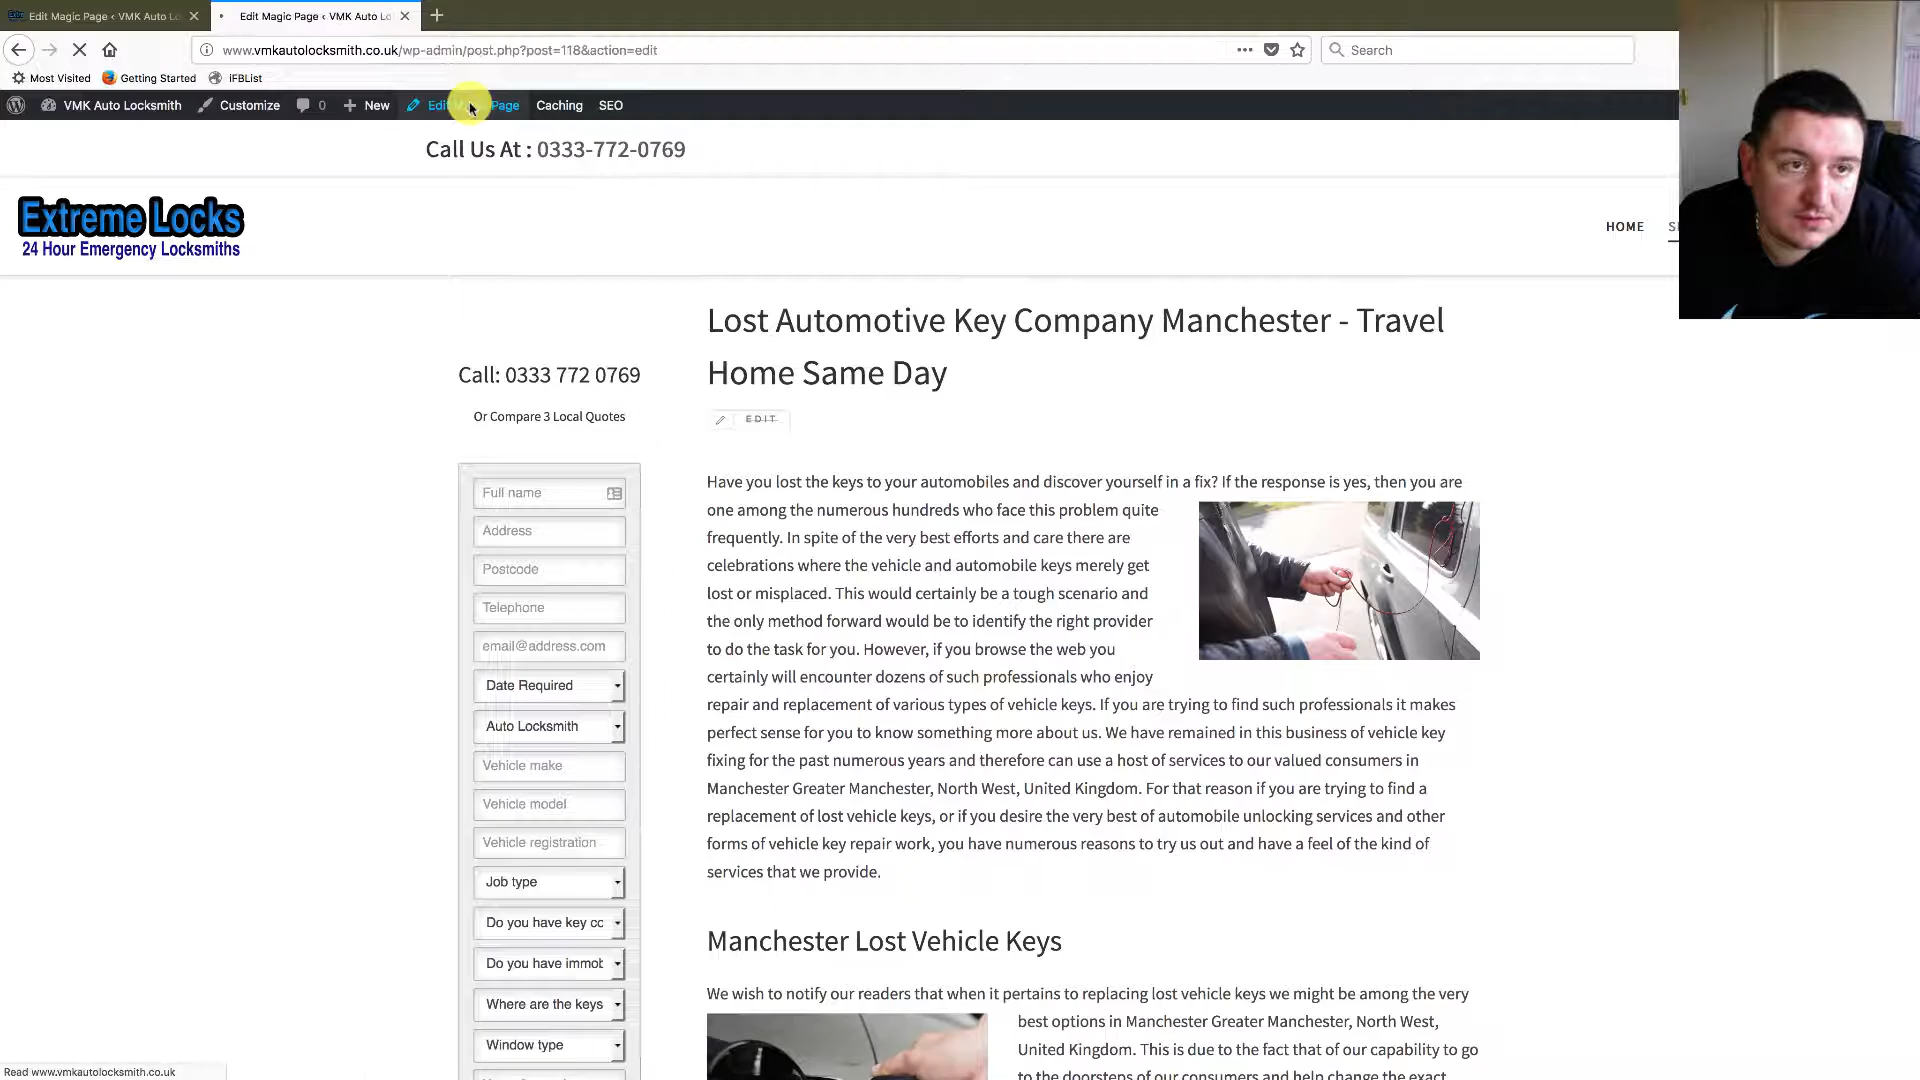 Edit Magic Page ‹ VMK Auto Lo
Edit Magic Page ‹ VMK Auto Lo
www.vmkautolocksmith.co.uk/wp-admin/post.php?post=118&action=edit
Search
Most Visited
Getting Started
iFBList
VMK Auto Locksmith
Customize
0
New
Edit
Page
Caching
SEO
Call Us At : 0333-772-0769
Extreme Locks
24 Hour Emergency Locksmiths
HOME
Lost Automotive Key Company Manchester - Travel
Home Same Day
EDIT
Call: 0333 772 0769
Or Compare 3 Local Quotes
Full name
Address
Postcode
Telephone
email@address.com
Date Required
Auto Locksmith
Vehicle make
Vehicle model
Vehicle registration
Job type
Do you have key cc
Do you have immob
Where are the keys
Window type
Have you lost the keys to your automobiles and discover yourself in a fix? If the response is yes, then you are
one among the numerous hundreds who face this problem quite
frequently. In spite of the very best efforts and care there are
celebrations where the vehicle and automobile keys merely get
lost or misplaced. This would certainly be a tough scenario and
the only method forward would be to identify the right provider
to do the task for you. However, if you browse the web you
certainly will encounter dozens of such professionals who enjoy
repair and replacement of various types of vehicle keys. If you are trying to find such professionals it makes
perfect sense for you to know something more about us. We have remained in this business of vehicle key
fixing for the past numerous years and therefore can use a host of services to our valued consumers in
Manchester Greater Manchester, North West, United Kingdom. For that reason if you are trying to find a
replacement of lost vehicle keys, or if you desire the very best of automobile unlocking services and other
forms of vehicle key repair work, you have numerous reasons to try us out and have a feel of the kind of
services that we provide.
Manchester Lost Vehicle Keys
We wish to notify our readers that when it pertains to replacing lost vehicle keys we might be among the very
best options in Manchester Greater Manchester, North West,
United Kingdom. This is due to the fact that of our capability to go
to the doorsteps of our consumers and help change the exact
Read www.vmkautolocksmith.co.uk